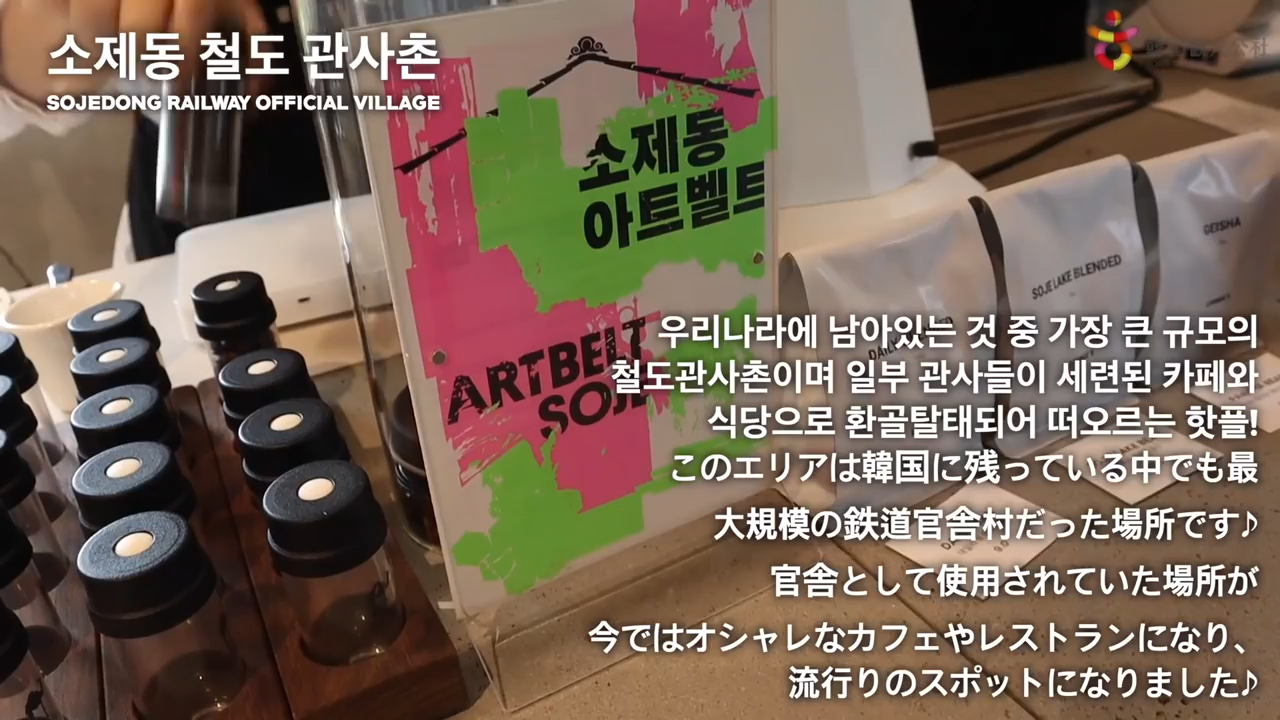 소제동 철도 관사촌
SOJEDONG RAILWAY OFFICIAL VILLAGE
소제동
아트벨트
ARTBELT
SOJE
SOJE LAKE BLENDED
GEISHA
우리나라에 남아있는 것 중 가장 큰 규모의
철도관사촌이며 일부 관사들이 세련된 카페와
식당으로 환골탈태되어 떠오르는 핫플!
このエリアは韓国に残っている中でも最
大規模の鉄道官舎村だった場所です♪
官舎として使用されていた場所が
今ではオシャレなカフェやレストランになり、
流行りのスポットになりました♪